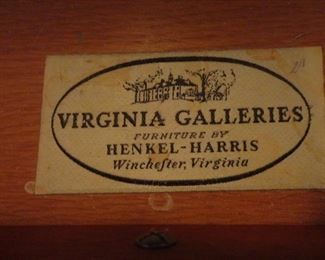 VIRGINIA GALLERIES
FURNITURE BY
HENKEL-HARRIS
Winchester, Virginia